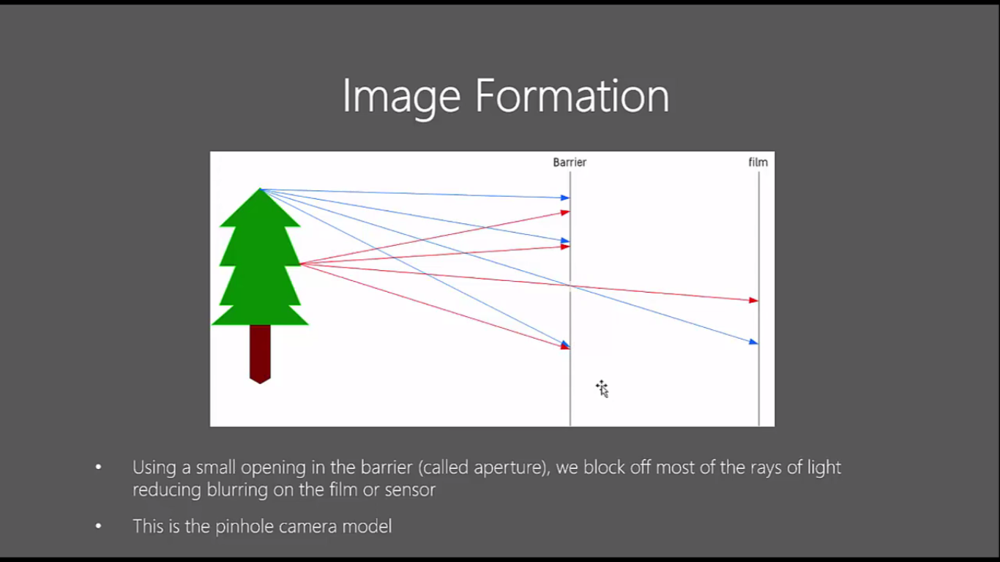 Image Formation
Barrier film
• Using a small opening in the barrier (called aperture), we block off most of the rays of light
reducing blurring on the film or sensor
• This is the pinhole camera model